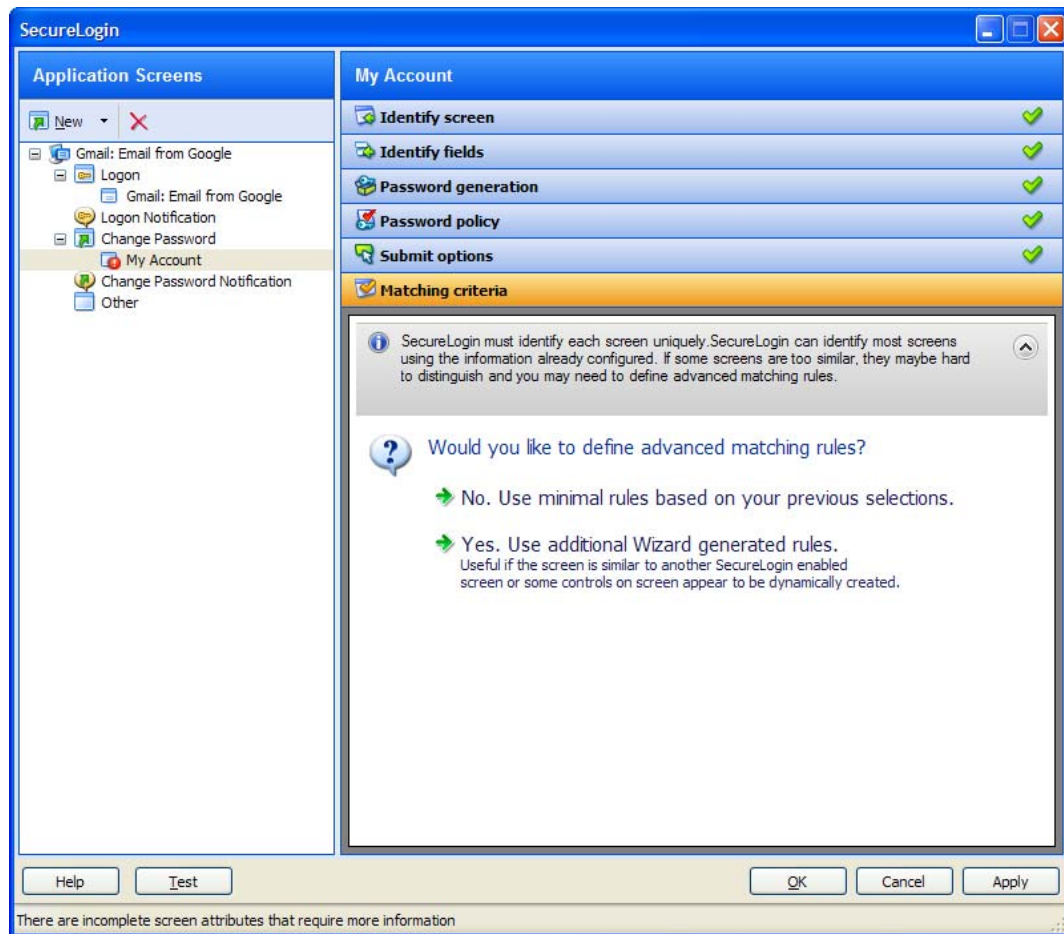 SecureLogin
Application Screens
New
Gmail: Email from Google
Logon
Gmail: Email from Google
Logon Notification
Change Password
My Account
Change Password Notification
Other
My Account
Identify screen
Identify fields
Password generation
Password policy
Submit options
Matching criteria
SecureLogin must identify each screen uniquely.SecureLogin can identify most screens
using the information already configured. If some screens are too similar, they maybe hard
to distinguish and you may need to define advanced matching rules.
Would you like to define advanced matching rules?
No. Use minimal rules based on your previous selections.
Yes. Use additional Wizard generated rules.
Useful if the screen is similar to another SecureLogin enabled
screen or some controls on screen appear to be dynamically created.
Help
Test
OK
Cancel
Apply
There are incomplete screen attributes that require more information